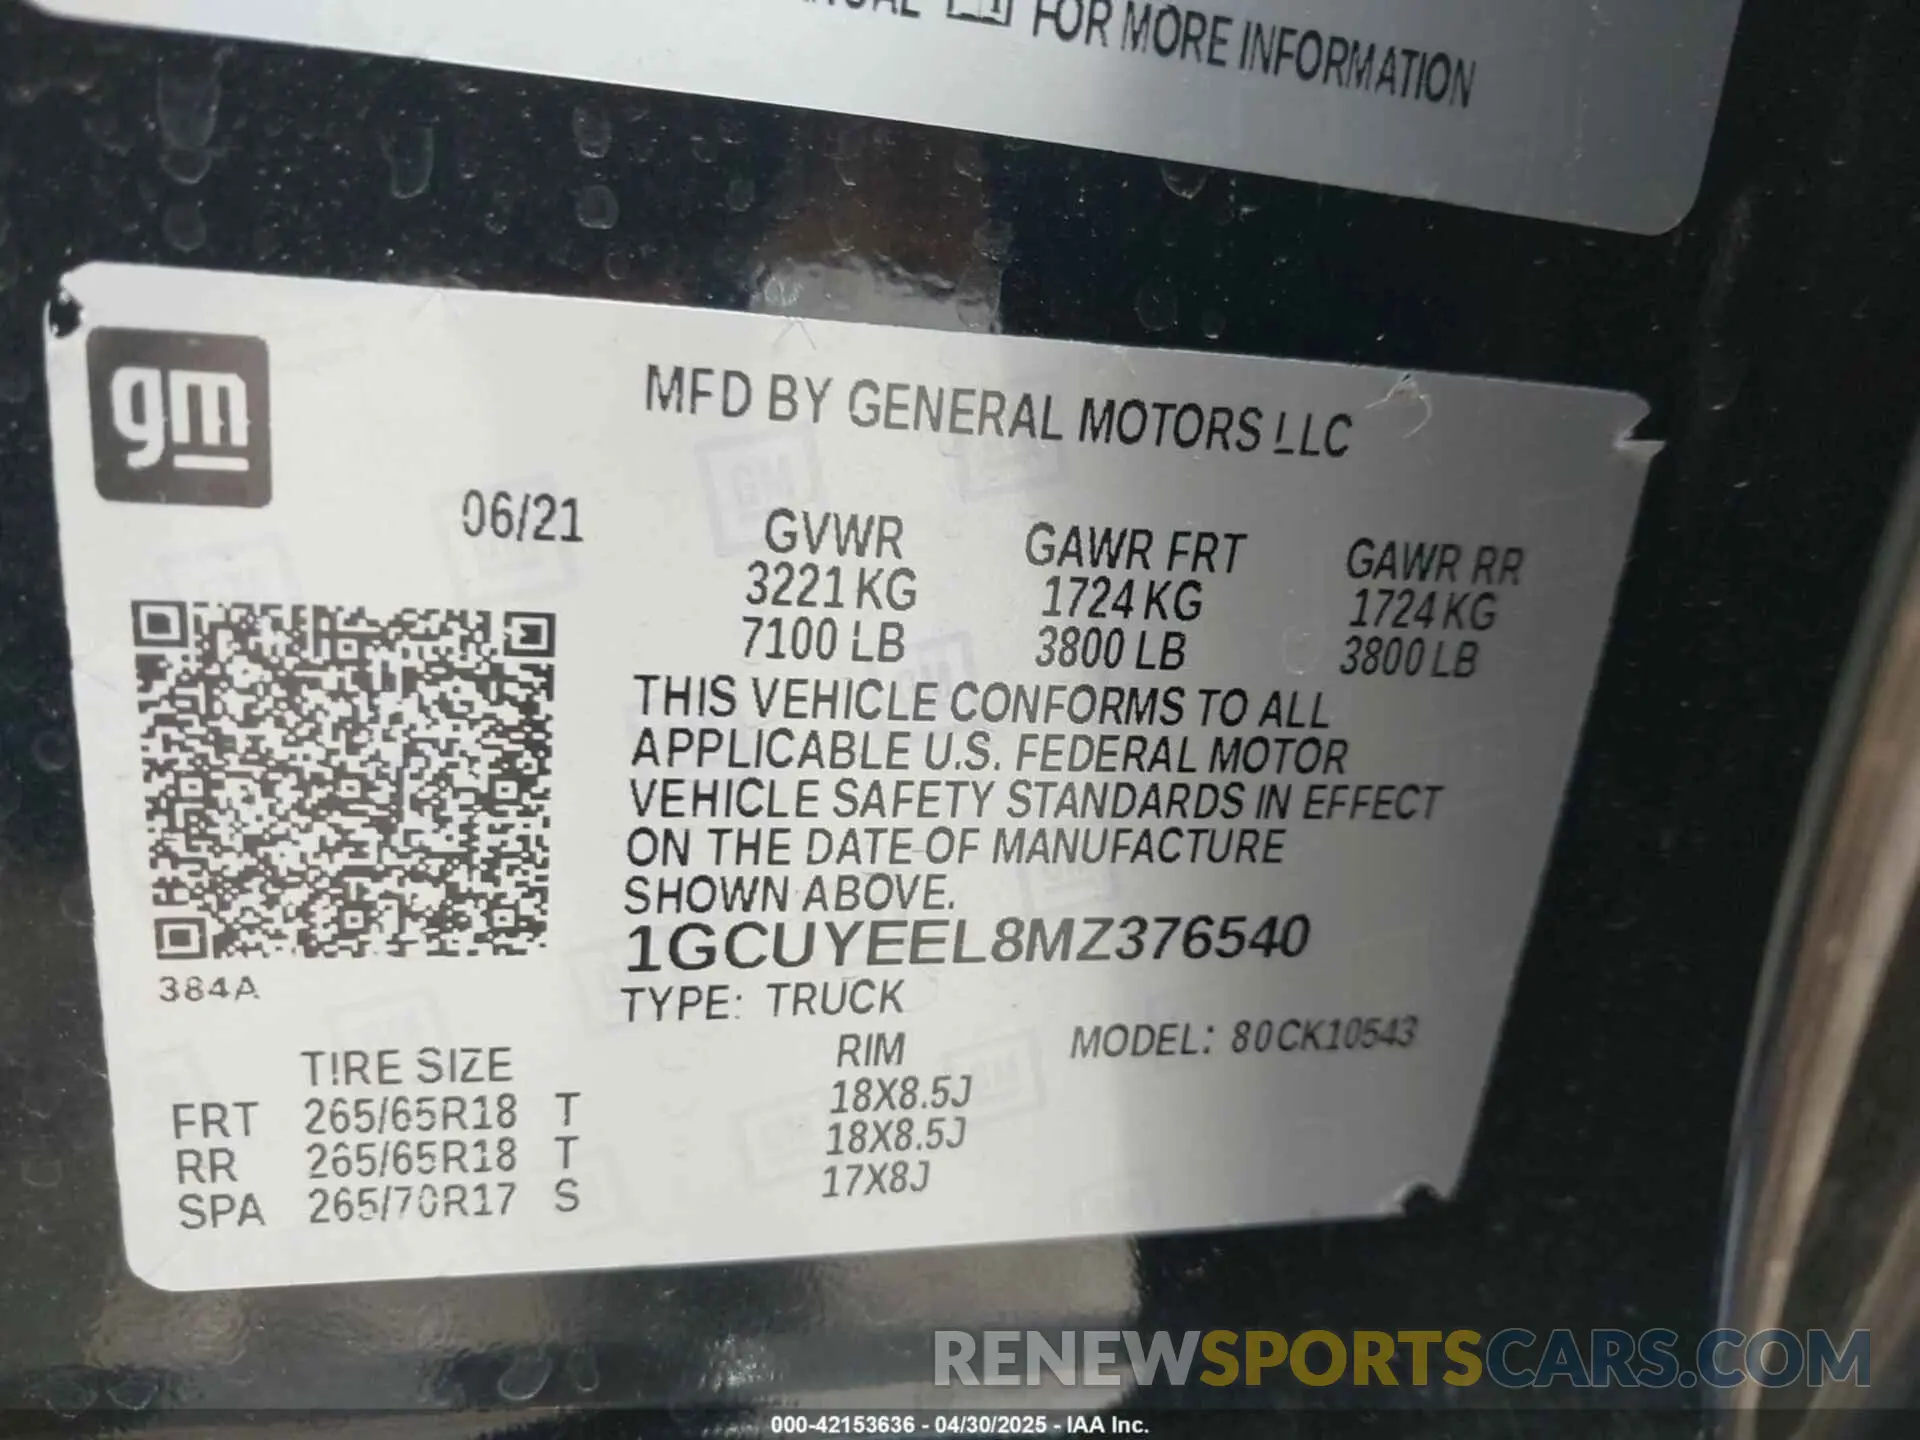 FOR MORE INFORMATION
gm
MFD BY GENERAL MOTORS LLC
06/21
GVWR GAWR FRT GAWR RR
3221 KG 1724 KG 1724 KG
7100 LB 3800 LB 3800 LB
THIS VEHICLE CONFORMS TO ALL
APPLICABLE U.S. FEDERAL MOTOR
VEHICLE SAFETY STANDARDS IN EFFECT
ON THE DATE OF MANUFACTURE
SHOWN ABOVE.
1GCUYEEL8MZ376540
384A
TYPE: TRUCK
MODEL: 80CK10543
TIRE SIZE RIM
FRT 265/65R18 T 18X8.5J
RR 265/65R18 T 18X8.5J
SPA 265/70R17 S 17X8J
RENEWSPORTSCARS.COM
000-42153636 - 04/30/2025 - IAA Inc.